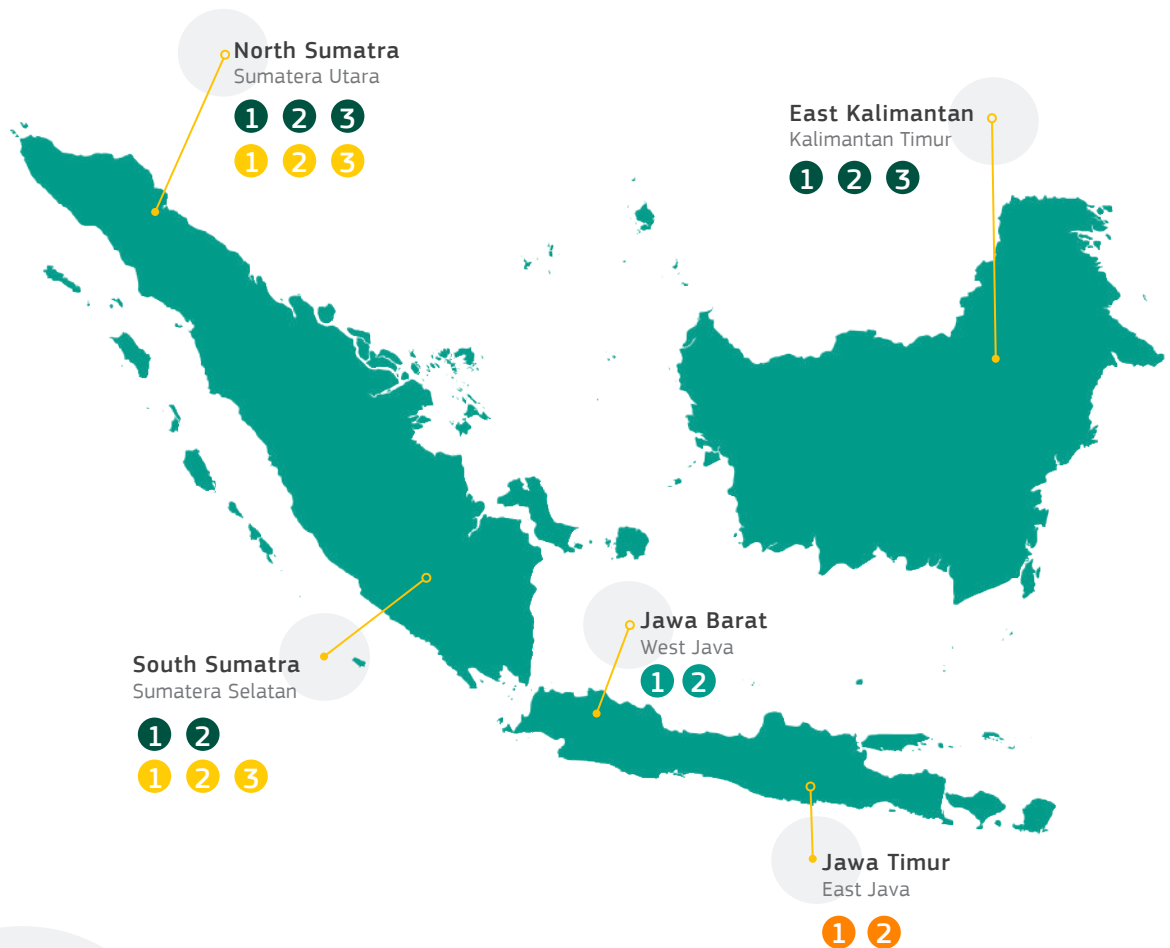 North Sumatra
Sumatera Utara
1 2 3
1 2 3
East Kalimantan
Kalimantan Timur
1 2 3
Jawa Barat
West Java
1 2
South Sumatra
Sumatera Selatan
1 2
1 2 3
Jawa Timur
East Java
1 2